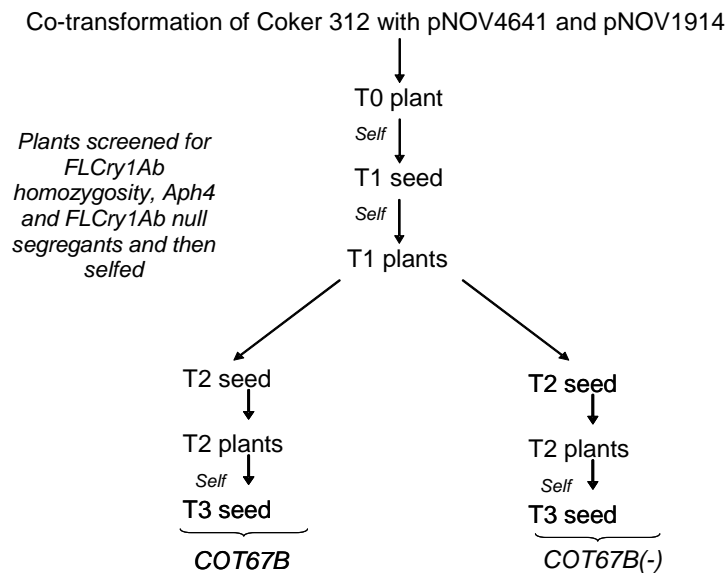 Co-transformation of Coker 312 with pNOV4641 and pNOV1914
T0 plant
Self
Plants screened for
FLCry1Ab
homozygosity, Aph4
and FLCry1Ab null
segregants and then
selfed
T1 seed
Self
T1 plants
T2 seed
T2 seed
T2 plants
T2 plants
Self
Self
T3 seed
T3 seed
COT67B
COT67B(-)